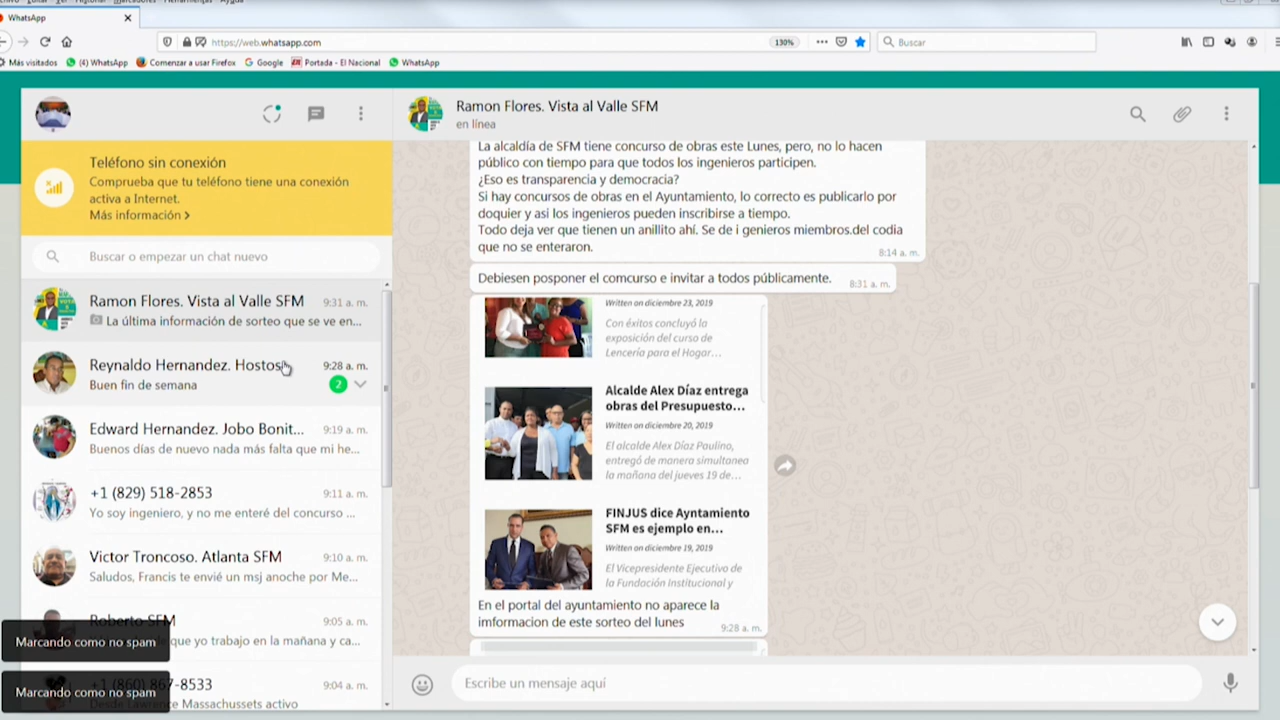 WhatsApp
https://web.whatsapp.com
130%
Buscar
Más visitados
(4) WhatsApp
Comenzar a usar Firefox
Google
Portada - El Nacional
WhatsApp
Teléfono sin conexión
Comprueba que tu teléfono tiene una conexión
activa a Internet.
Más información >
Buscar o empezar un chat nuevo
Ramon Flores. Vista al Valle SFM
9:31 a. m.
La última información de sorteo que se ve en...
Reynaldo Hernandez. Hostos
9:28 a. m.
Buen fin de semana
2
Edward Hernandez. Jobo Bonit...
9:19 a. m.
Buenos días de nuevo nada más falta que mi he...
+1 (829) 518-2853
9:11 a. m.
Yo soy ingeniero, y no me enteré del concurso ...
Victor Troncoso. Atlanta SFM
9:10 a. m.
Saludos, Francis te envié un msj anoche por Me...
Roberto SFM
9:05 a. m.
de que yo trabajo en la mañana y ca...
Marcando como no spam
+1 (860) 867-8533
9:04 a. m.
Marcando como no spam
Desde Lawrence Massachussets activo
Ramon Flores. Vista al Valle SFM
en línea
La alcaldía de SFM tiene concurso de obras este Lunes, pero, no lo hacen
público con tiempo para que todos los ingenieros participen.
¿Eso es transparencia y democracia?
Si hay concursos de obras en el Ayuntamiento, lo correcto es publicarlo por
doquier y asi los ingenieros pueden inscribirse a tiempo.
Todo deja ver que tienen un anillito ahí. Se de i genieros miembros.del codia
que no se enteraron.
8:14 a. m.
Debiesen posponer el comcurso e invitar a todos públicamente.
8:31 a. m.
Written on diciembre 23, 2019
Con éxitos concluyó la
exposición del curso de
Lencería para el Hogar...
Alcalde Alex Díaz entrega
obras del Presupuesto...
Written on diciembre 20, 2019
El alcalde Alex Díaz Paulino,
entregó de manera simultanea
la mañana del jueves 19 de...
FINJUS dice Ayntamiento
SFM es ejemplo en...
Written on diciembre 19, 2019
El Vicepresidente Ejecutivo de
la Fundación Institucional y
En el portal del ayuntamiento no aparece la
imformacion de este sorteo del lunes
9:28 a. m.
Escribe un mensaje aquí